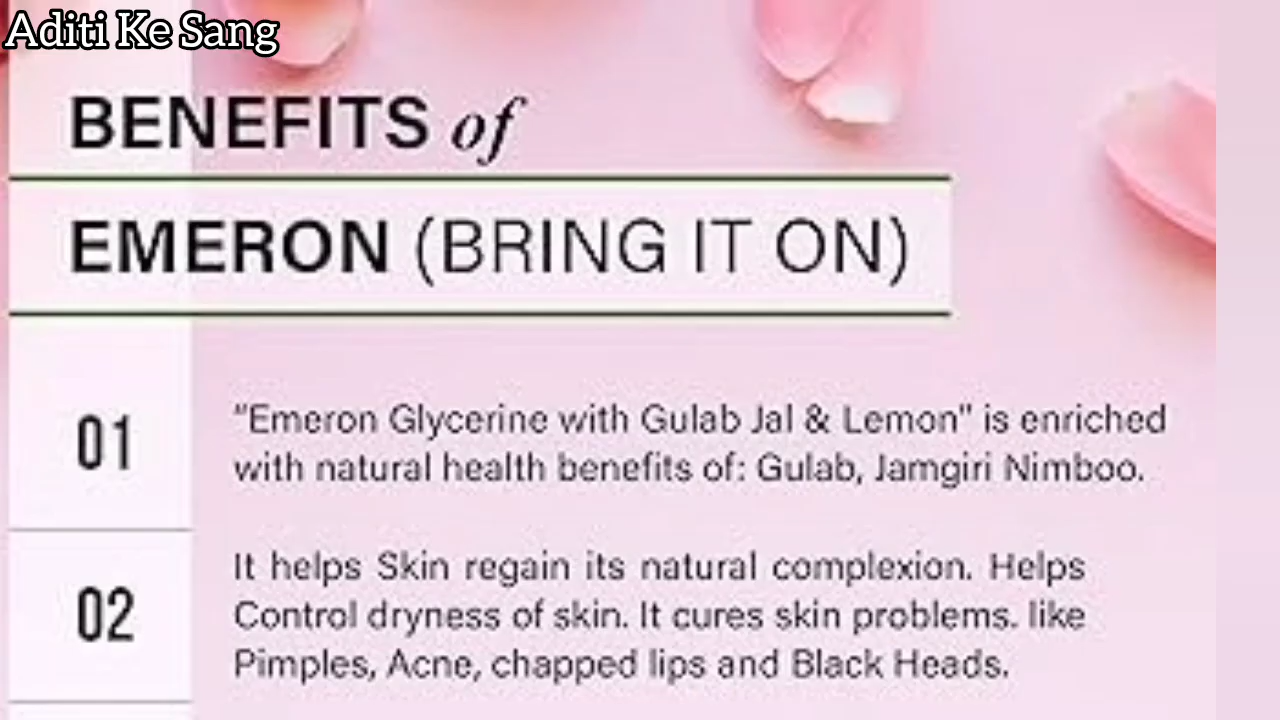 Aditi Ke Sang
BENEFITS of
EMERON (BRING IT ON)
01
"Emeron Glycerine with Gulab Jal & Lemon" is enriched
with natural health benefits of: Gulab, Jamgiri Nimboo.
02
It helps Skin regain its natural complexion. Helps
Control dryness of skin. It cures skin problems. like
Pimples, Acne, chapped lips and Black Heads.